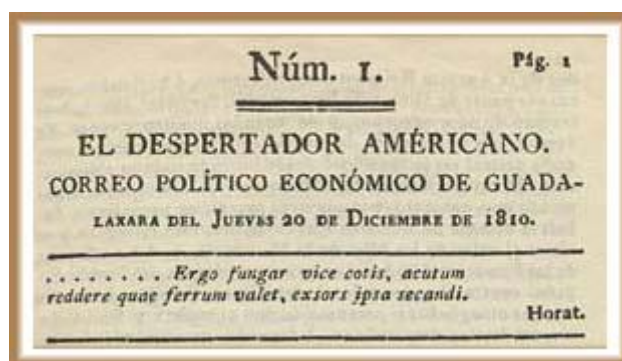 Núm. 1.
Pág. 1
EL DESPERTADOR AMÉRICANO.
CORREO POLÍTICO ECONÓMICO DE GUADA-
LAXARA DEL JUEVES 20 DE DICIEMBRE DE 1810.
. . . . . . . . Ergo fungar vice cotis, acutum
reddere quae ferrum valet, exsors ipsa secandi.
Horat.